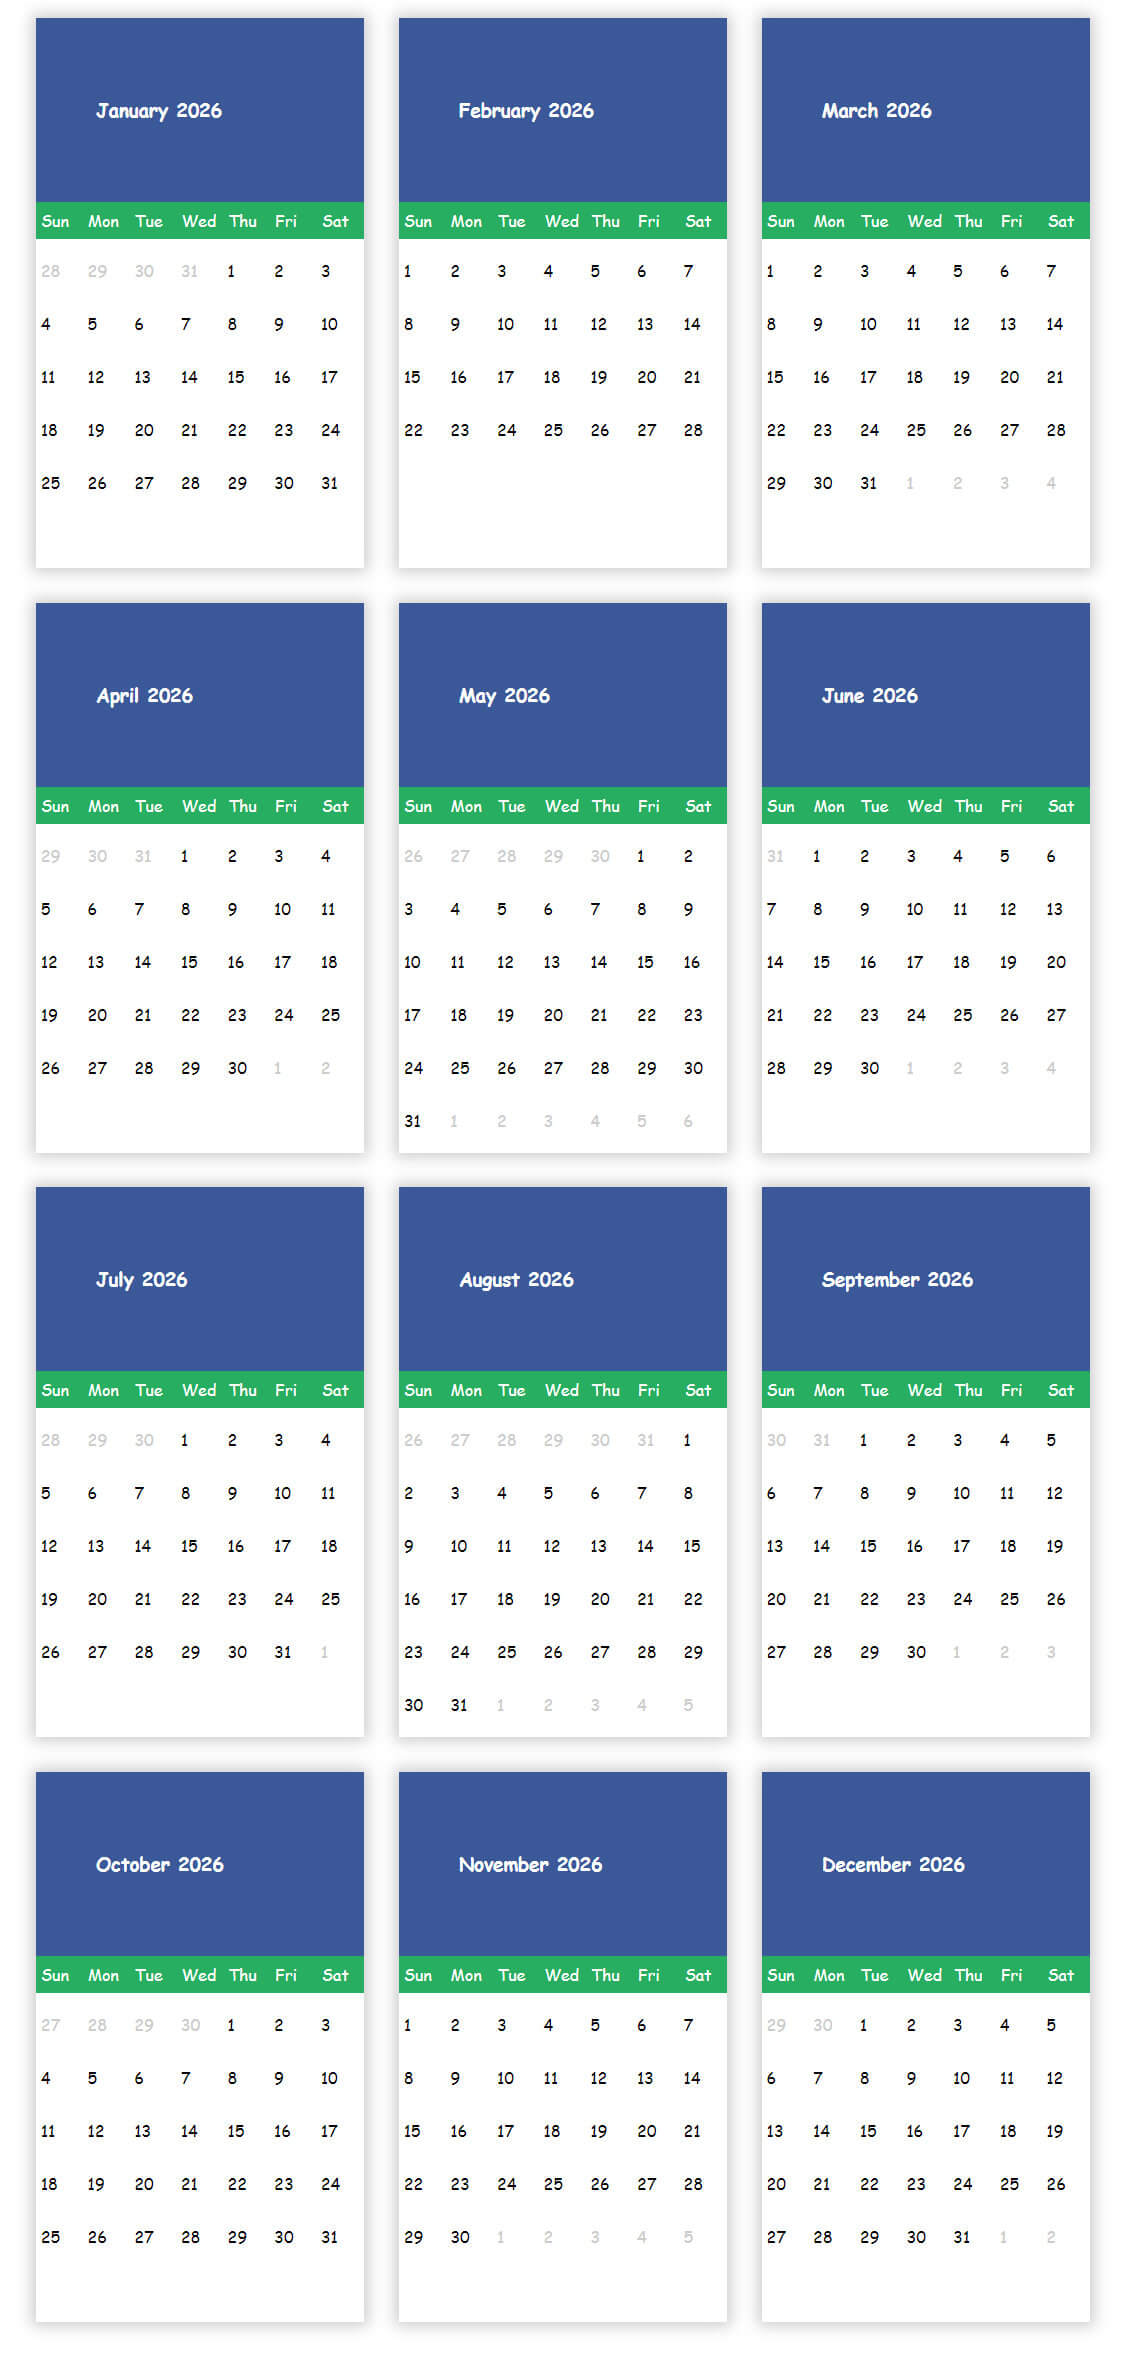 January 2026
Sun Mon Tue Wed Thu Fri Sat
28 29 30 31 1 2 3
4 5 6 7 8 9 10
11 12 13 14 15 16 17
18 19 20 21 22 23 24
25 26 27 28 29 30 31
February 2026
Sun Mon Tue Wed Thu Fri Sat
1 2 3 4 5 6 7
8 9 10 11 12 13 14
15 16 17 18 19 20 21
22 23 24 25 26 27 28
March 2026
Sun Mon Tue Wed Thu Fri Sat
1 2 3 4 5 6 7
8 9 10 11 12 13 14
15 16 17 18 19 20 21
22 23 24 25 26 27 28
29 30 31 1 2 3 4
April 2026
Sun Mon Tue Wed Thu Fri Sat
29 30 31 1 2 3 4
5 6 7 8 9 10 11
12 13 14 15 16 17 18
19 20 21 22 23 24 25
26 27 28 29 30 1 2
May 2026
Sun Mon Tue Wed Thu Fri Sat
26 27 28 29 30 1 2
3 4 5 6 7 8 9
10 11 12 13 14 15 16
17 18 19 20 21 22 23
24 25 26 27 28 29 30
31 1 2 3 4 5 6
June 2026
Sun Mon Tue Wed Thu Fri Sat
31 1 2 3 4 5 6
7 8 9 10 11 12 13
14 15 16 17 18 19 20
21 22 23 24 25 26 27
28 29 30 1 2 3 4
July 2026
Sun Mon Tue Wed Thu Fri Sat
28 29 30 1 2 3 4
5 6 7 8 9 10 11
12 13 14 15 16 17 18
19 20 21 22 23 24 25
26 27 28 29 30 31 1
August 2026
Sun Mon Tue Wed Thu Fri Sat
26 27 28 29 30 31 1
2 3 4 5 6 7 8
9 10 11 12 13 14 15
16 17 18 19 20 21 22
23 24 25 26 27 28 29
30 31 1 2 3 4 5
September 2026
Sun Mon Tue Wed Thu Fri Sat
30 31 1 2 3 4 5
6 7 8 9 10 11 12
13 14 15 16 17 18 19
20 21 22 23 24 25 26
27 28 29 30 1 2 3
October 2026
Sun Mon Tue Wed Thu Fri Sat
27 28 29 30 1 2 3
4 5 6 7 8 9 10
11 12 13 14 15 16 17
18 19 20 21 22 23 24
25 26 27 28 29 30 31
November 2026
Sun Mon Tue Wed Thu Fri Sat
1 2 3 4 5 6 7
8 9 10 11 12 13 14
15 16 17 18 19 20 21
22 23 24 25 26 27 28
29 30 1 2 3 4 5
December 2026
Sun Mon Tue Wed Thu Fri Sat
29 30 1 2 3 4 5
6 7 8 9 10 11 12
13 14 15 16 17 18 19
20 21 22 23 24 25 26
27 28 29 30 31 1 2